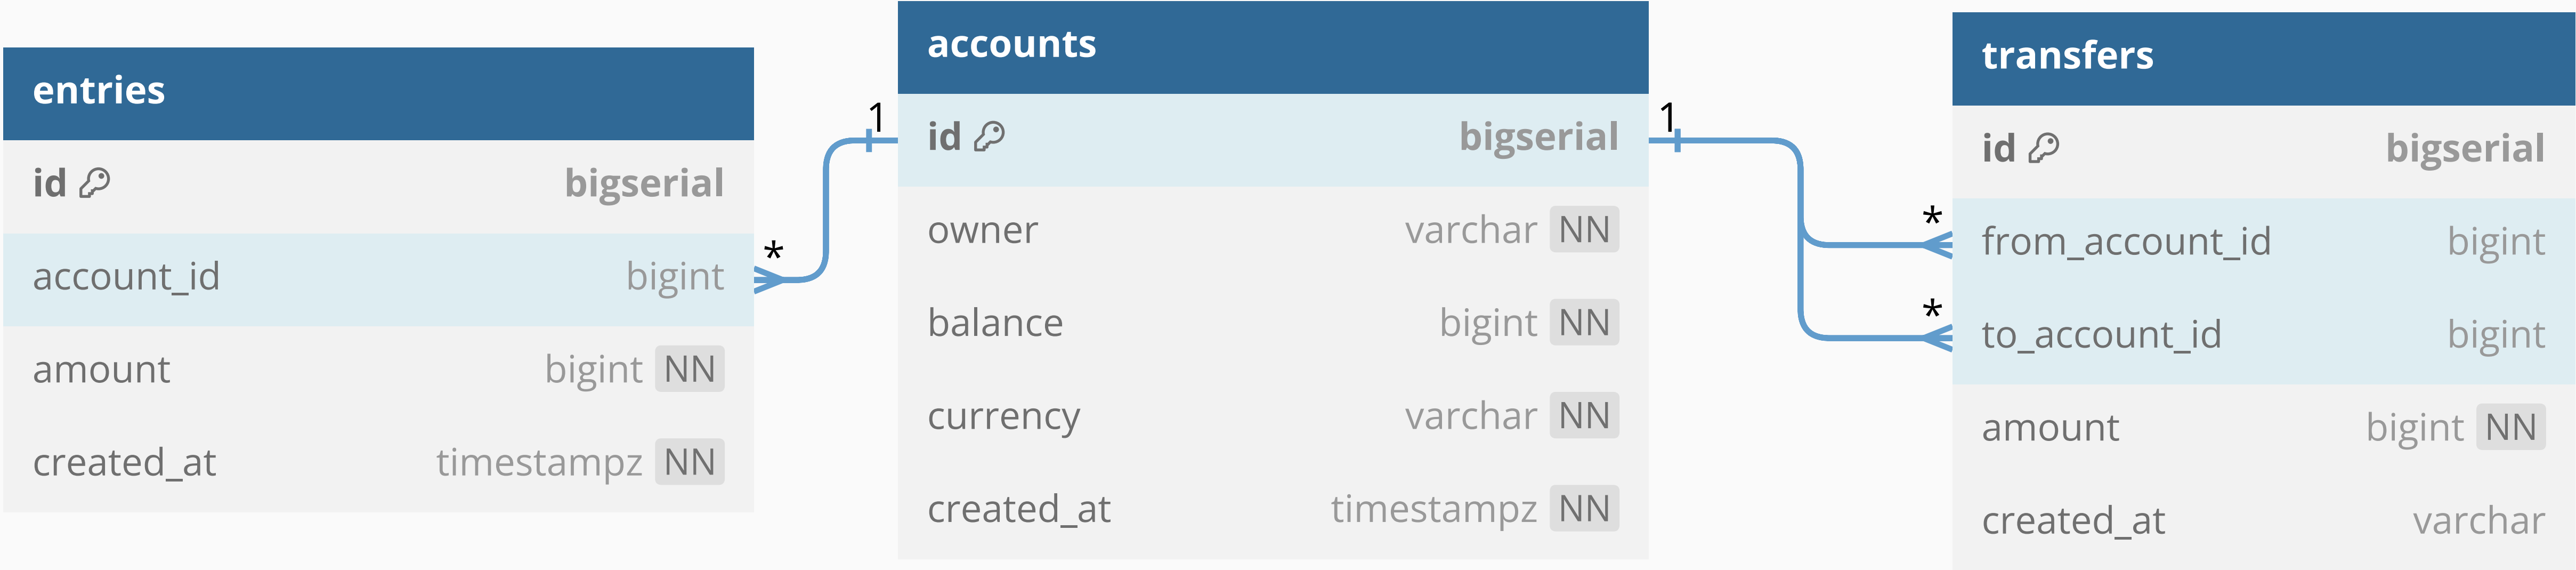 entries
id bigserial
account_id bigint
amount bigint NN
created_at timestampz NN
1
*
accounts
id bigserial
owner varchar NN
balance bigint NN
currency varchar NN
created_at timestampz NN
1
*
*
transfers
id bigserial
from_account_id bigint
to_account_id bigint
amount bigint NN
created_at varchar